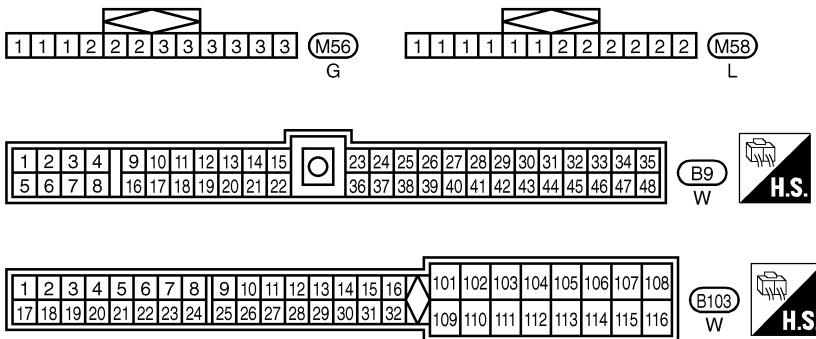 1 1 1 2 2 2 3 3 3 3 3 3 M56
G
1 1 1 1 1 1 2 2 2 2 2 2 M58
L
1 2 3 4 9 10 11 12 13 14 15 23 24 25 26 27 28 29 30 31 32 33 34 35
5 6 7 8 16 17 18 19 20 21 22 36 37 38 39 40 41 42 43 44 45 46 47 48
B9
W
H.S.
1 2 3 4 5 6 7 8 9 10 11 12 13 14 15 16 101 102 103 104 105 106 107 108
17 18 19 20 21 22 23 24 25 26 27 28 29 30 31 32 109 110 111 112 113 114 115 116
B103
W
H.S.